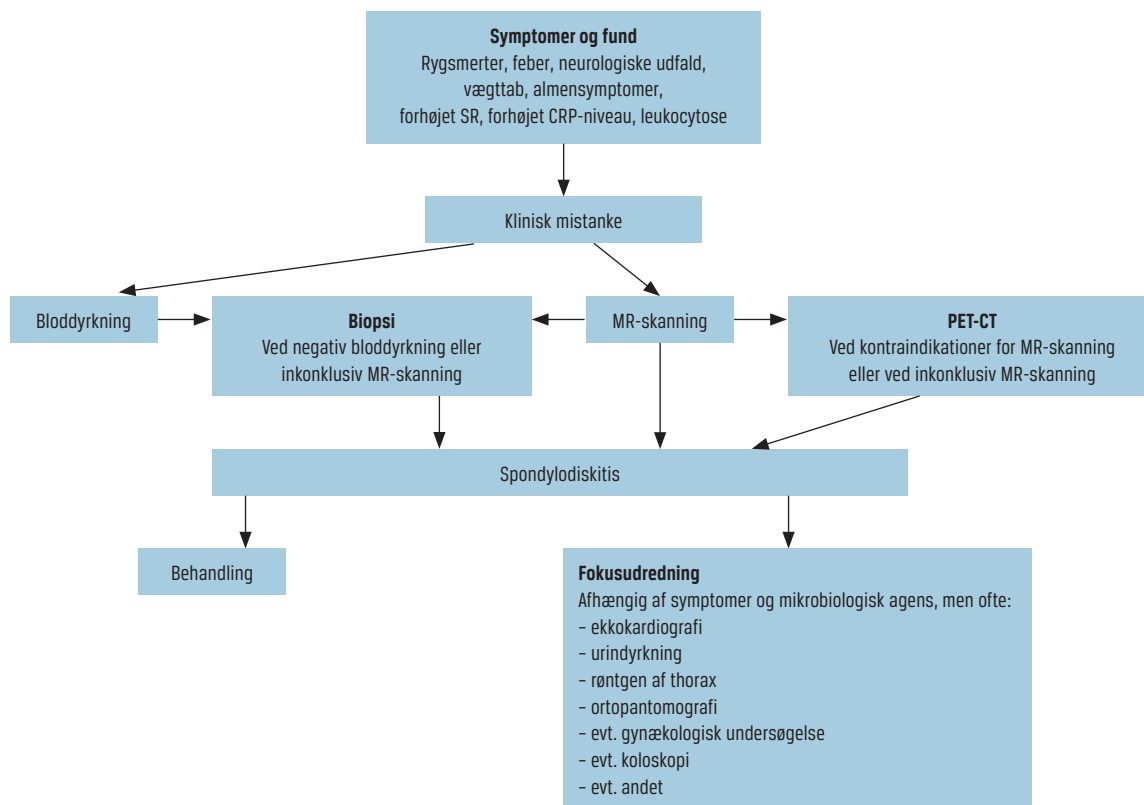 Symptomer og fund
Rygsmerter, feber, neurologiske udfald,
vægttab, almensymptomer,
forhøjet SR, forhøjet CRP-niveau, leukocytose
Klinisk mistanke
Bloddyrkning
Biopsi
Ved negativ bloddyrkning eller
inkonklusiv MR-skanning
MR-skanning
PET-CT
Ved kontraindikationer for MR-skanning
eller ved inkonklusiv MR-skanning
Spondylodiskitis
Behandling
Fokusudredning
Afhængig af symptomer og mikrobiologisk agens, men ofte:
– ekkokardiografi
– urindyrkning
– røntgen af thorax
– ortopantomografi
– evt. gynækologisk undersøgelse
– evt. koloskopi
– evt. andet